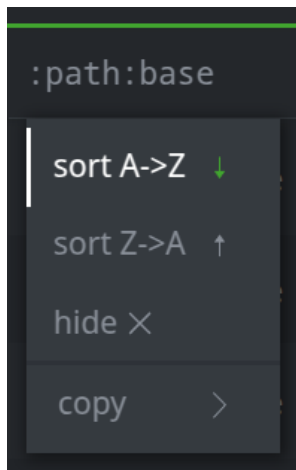 :path:base
sort A->Z ↓
sort Z->A ↑
hide ×
copy >